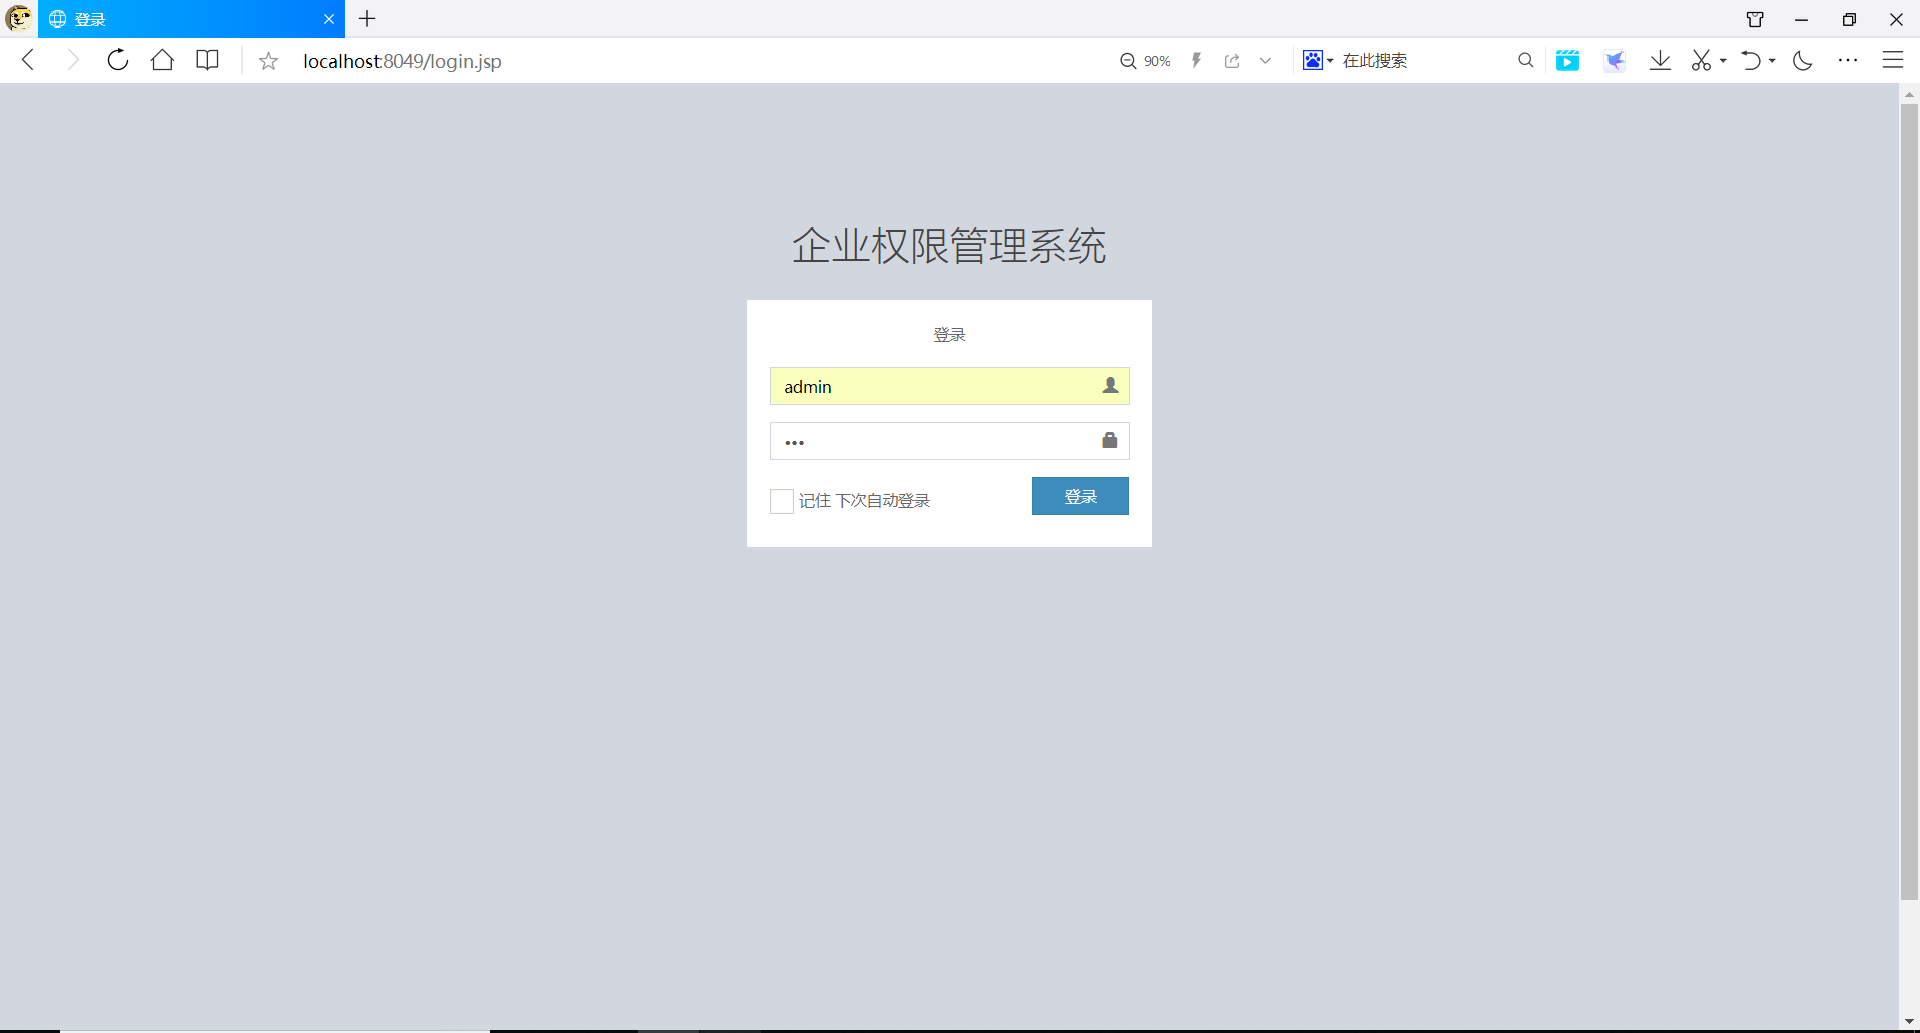 登录
localhost:8049/login.jsp
90%
在此搜索
企业权限管理系统
登录
admin
•••
记住 下次自动登录
登录